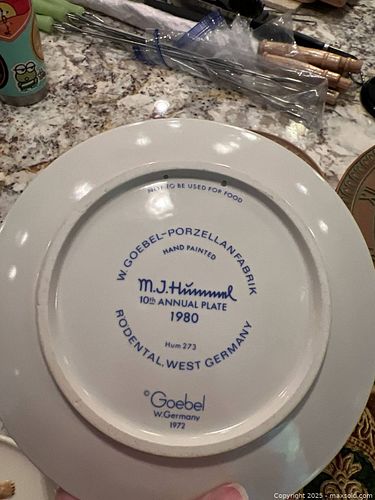 NOT TO BE USED FOR FOOD
W. GOEBEL-PORZELLANFABRIK
HAND PAINTED
M.J. Hummel
10th ANNUAL PLATE
1980
Hum 273
RODENTAL, WEST GERMANY
© Goebel
W. Germany
1972
Copyright 2025 - maxsold.com